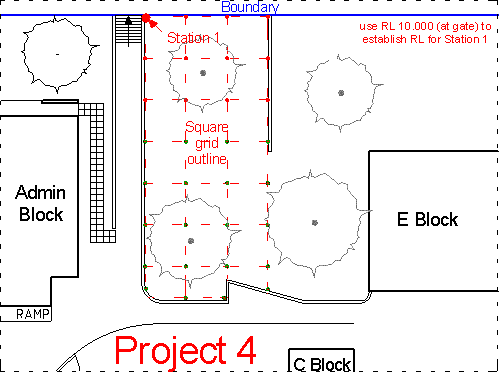 Boundary
use RL 10.000 (at gate) to
establish RL for Station 1
Station 1
Square
grid
outline
Admin
Block
E Block
RAMP
Project 4
C Block